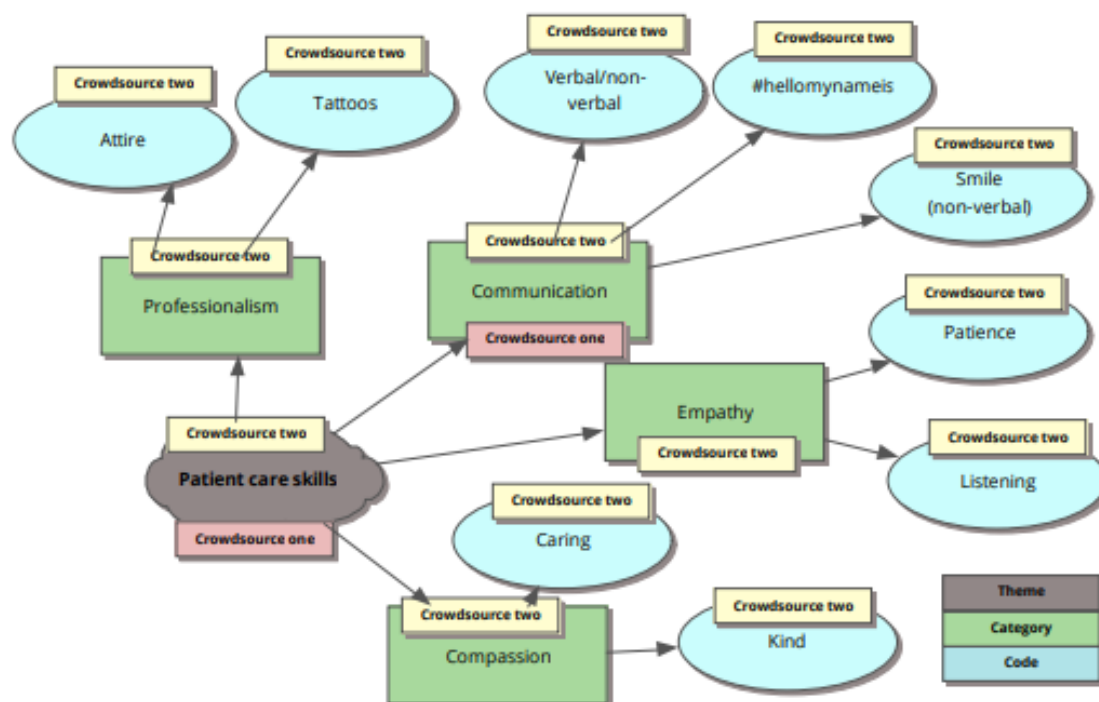 Crowdsource two
Attire
Crowdsource two
Tattoos
Crowdsource two
Verbal/non-
verbal
Crowdsource two
#hellomynameis
Crowdsource two
Smile
(non-verbal)
Crowdsource two
Professionalism
Crowdsource two
Communication
Crowdsource one
Crowdsource two
Patience
Empathy
Crowdsource two
Crowdsource two
Listening
Crowdsource two
Patient care skills
Crowdsource one
Crowdsource two
Caring
Crowdsource two
Compassion
Crowdsource two
Kind
Theme
Category
Code